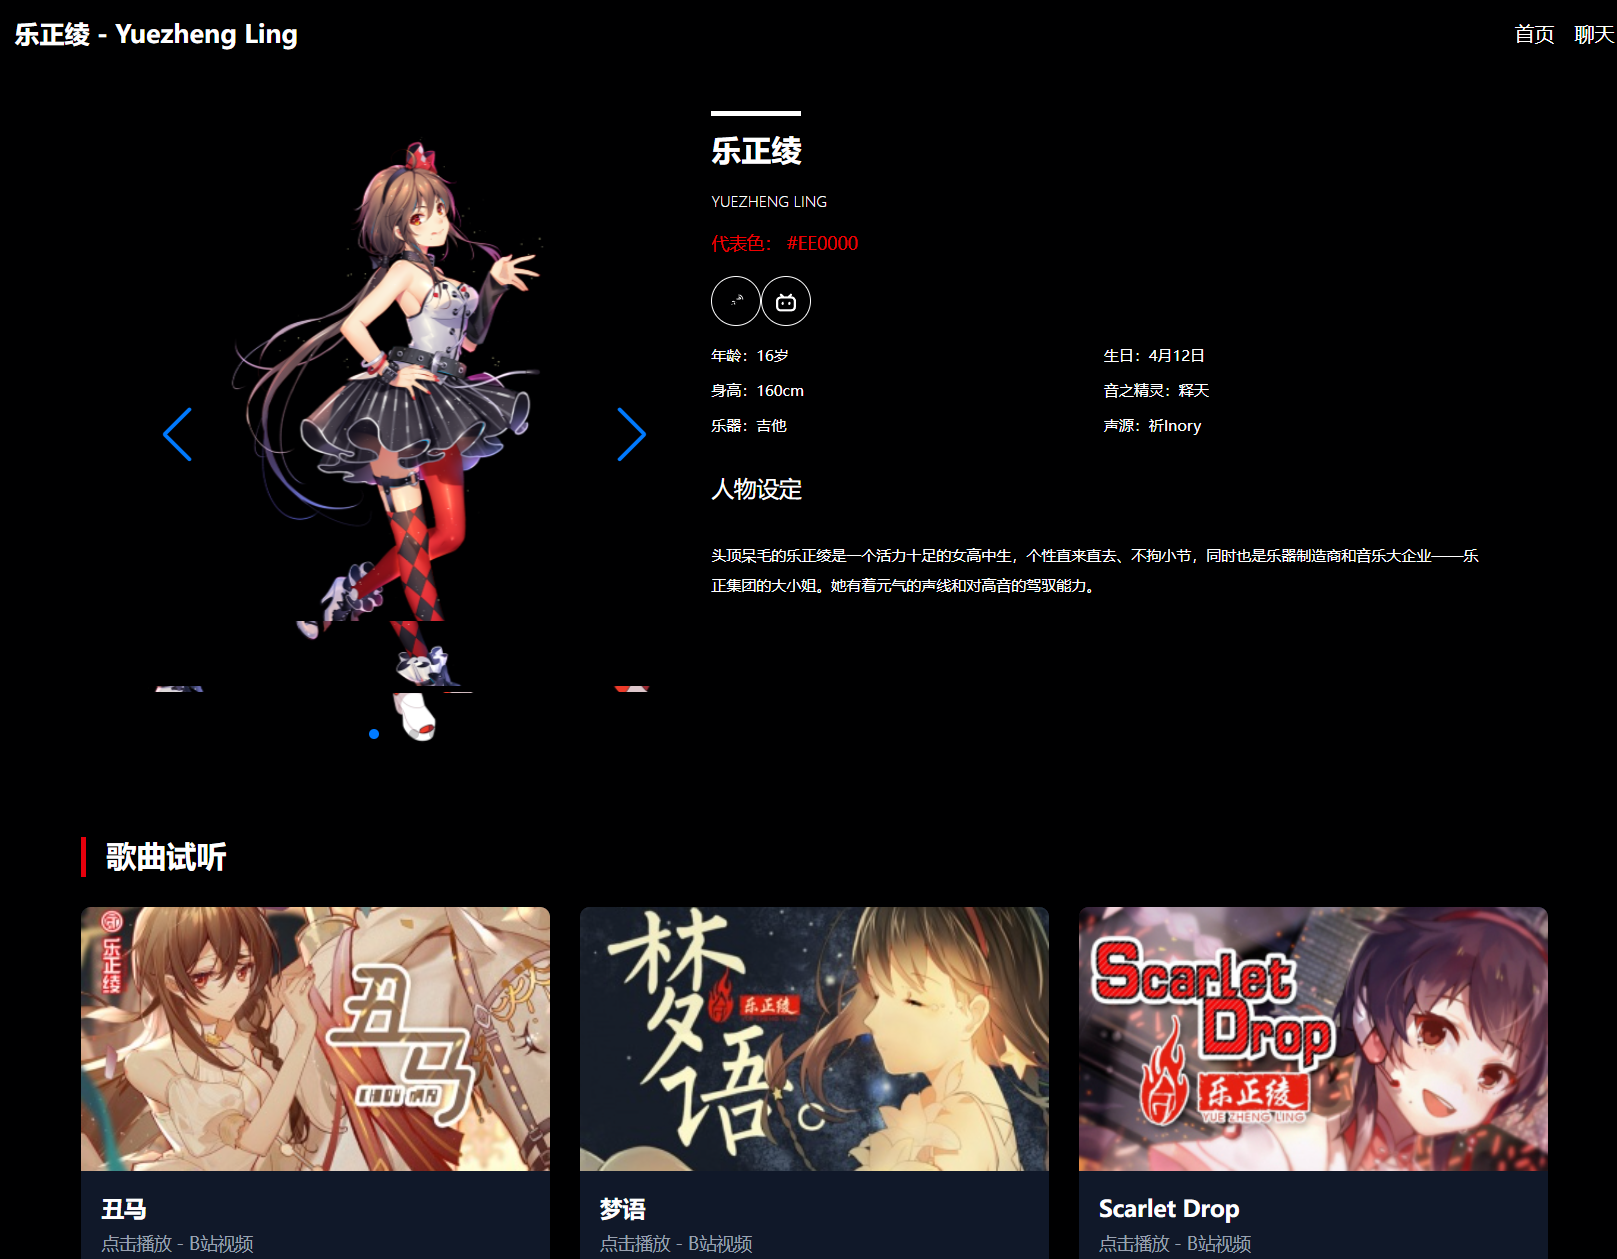 乐正绫 - Yuezheng Ling
首页 聊天
乐正绫
YUEZHENG LING
代表色： #EE0000
年龄：16岁
生日：4月12日
身高：160cm
音之精灵：释天
乐器：吉他
声源：祈Inory
人物设定
头顶呆毛的乐正绫是一个活力十足的女高中生，个性直来直去、不拘小节，同时也是乐器制造商和音乐大企业——乐
正集团的大小姐。她有着元气的声线和对高音的驾驭能力。
歌曲试听
乐正绫
丑马
CHOU MA
梦语。
乐正绫
Scarlet
Drop
乐正绫
YUE ZHENG LING
丑马
点击播放 - B站视频
梦语
点击播放 - B站视频
Scarlet Drop
点击播放 - B站视频